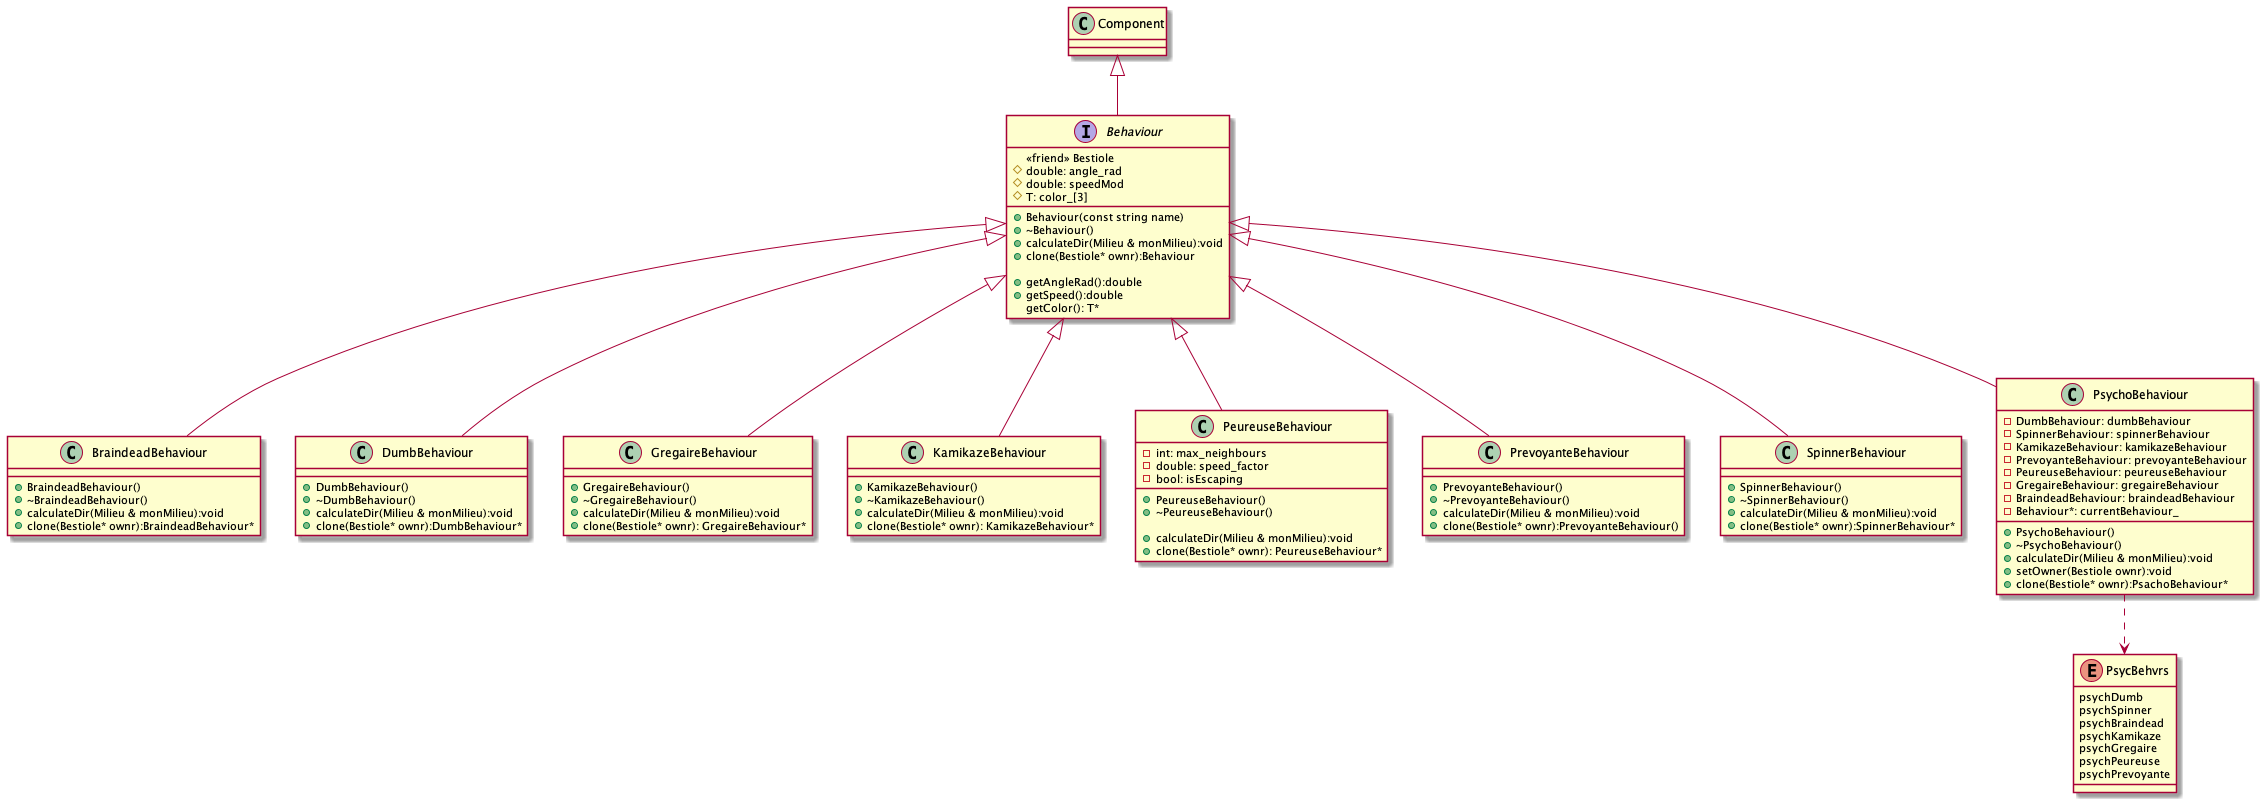 C Component
I Behaviour
«friend» Bestiole
double: angle_rad
double: speedMod
T: color_[3]
Behaviour(const string name)
~Behaviour()
calculateDir(Milieu & monMilieu):void
clone(Bestiole* ownr):Behaviour
getAngleRad():double
getSpeed():double
getColor(): T*
C BraindeadBehaviour
BraindeadBehaviour()
~BraindeadBehaviour()
calculateDir(Milieu & monMilieu):void
clone(Bestiole* ownr):BraindeadBehaviour*
C DumbBehaviour
DumbBehaviour()
~DumbBehaviour()
calculateDir(Milieu & monMilieu):void
clone(Bestiole* ownr):DumbBehaviour*
C GregaireBehaviour
GregaireBehaviour()
~GregaireBehaviour()
calculateDir(Milieu & monMilieu):void
clone(Bestiole* ownr): GregaireBehaviour*
C KamikazeBehaviour
KamikazeBehaviour()
~KamikazeBehaviour()
calculateDir(Milieu & monMilieu):void
clone(Bestiole* ownr): KamikazeBehaviour*
C PeureuseBehaviour
int: max_neighbours
double: speed_factor
bool: isEscaping
PeureuseBehaviour()
~PeureuseBehaviour()
calculateDir(Milieu & monMilieu):void
clone(Bestiole* ownr): PeureuseBehaviour*
C PrevoyanteBehaviour
PrevoyanteBehaviour()
~PrevoyanteBehaviour()
calculateDir(Milieu & monMilieu):void
clone(Bestiole* ownr):PrevoyanteBehaviour()
C SpinnerBehaviour
SpinnerBehaviour()
~SpinnerBehaviour()
calculateDir(Milieu & monMilieu):void
clone(Bestiole* ownr):SpinnerBehaviour*
C PsychoBehaviour
DumbBehaviour: dumbBehaviour
SpinnerBehaviour: spinnerBehaviour
KamikazeBehaviour: kamikazeBehaviour
PrevoyanteBehaviour: prevoyanteBehaviour
PeureuseBehaviour: peureuseBehaviour
GregaireBehaviour: gregaireBehaviour
BraindeadBehaviour: braindeadBehaviour
Behaviour*: currentBehaviour_
PsychoBehaviour()
~PsychoBehaviour()
calculateDir(Milieu & monMilieu):void
setOwner(Bestiole ownr):void
clone(Bestiole* ownr):PsachoBehaviour*
E PsycBehvrs
psychDumb
psychSpinner
psychBraindead
psychKamikaze
psychGregaire
psychPeureuse
psychPrevoyante